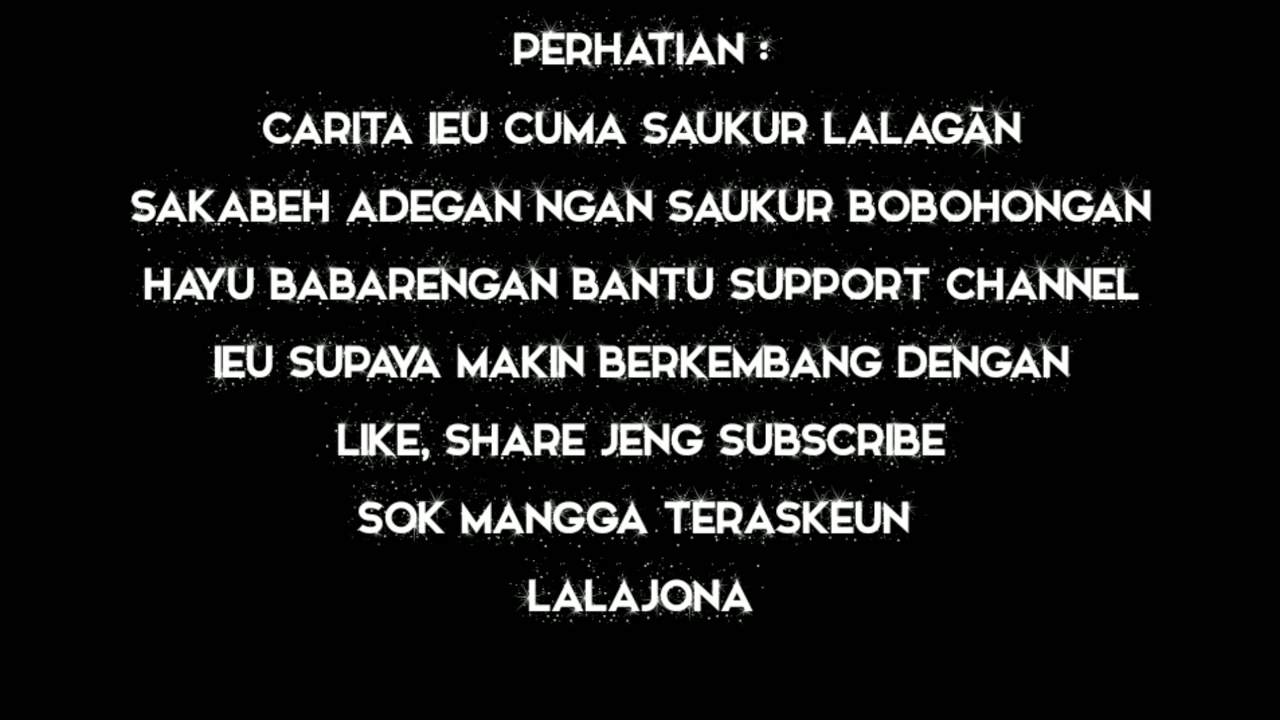 PERHATIAN :
CARITA IEU CUMA SAUKUR LALAGĀN
SAKABEH ADEGAN NGAN SAUKUR BOBOHONGAN
HAYU BABARENGAN BANTU SUPPORT CHANNEL
IEU SUPAYA MAKIN BERKEMBANG DENGAN
LIKE, SHARE JENG SUBSCRIBE
SOK MANGGA TERASKEUN
LALAJONA